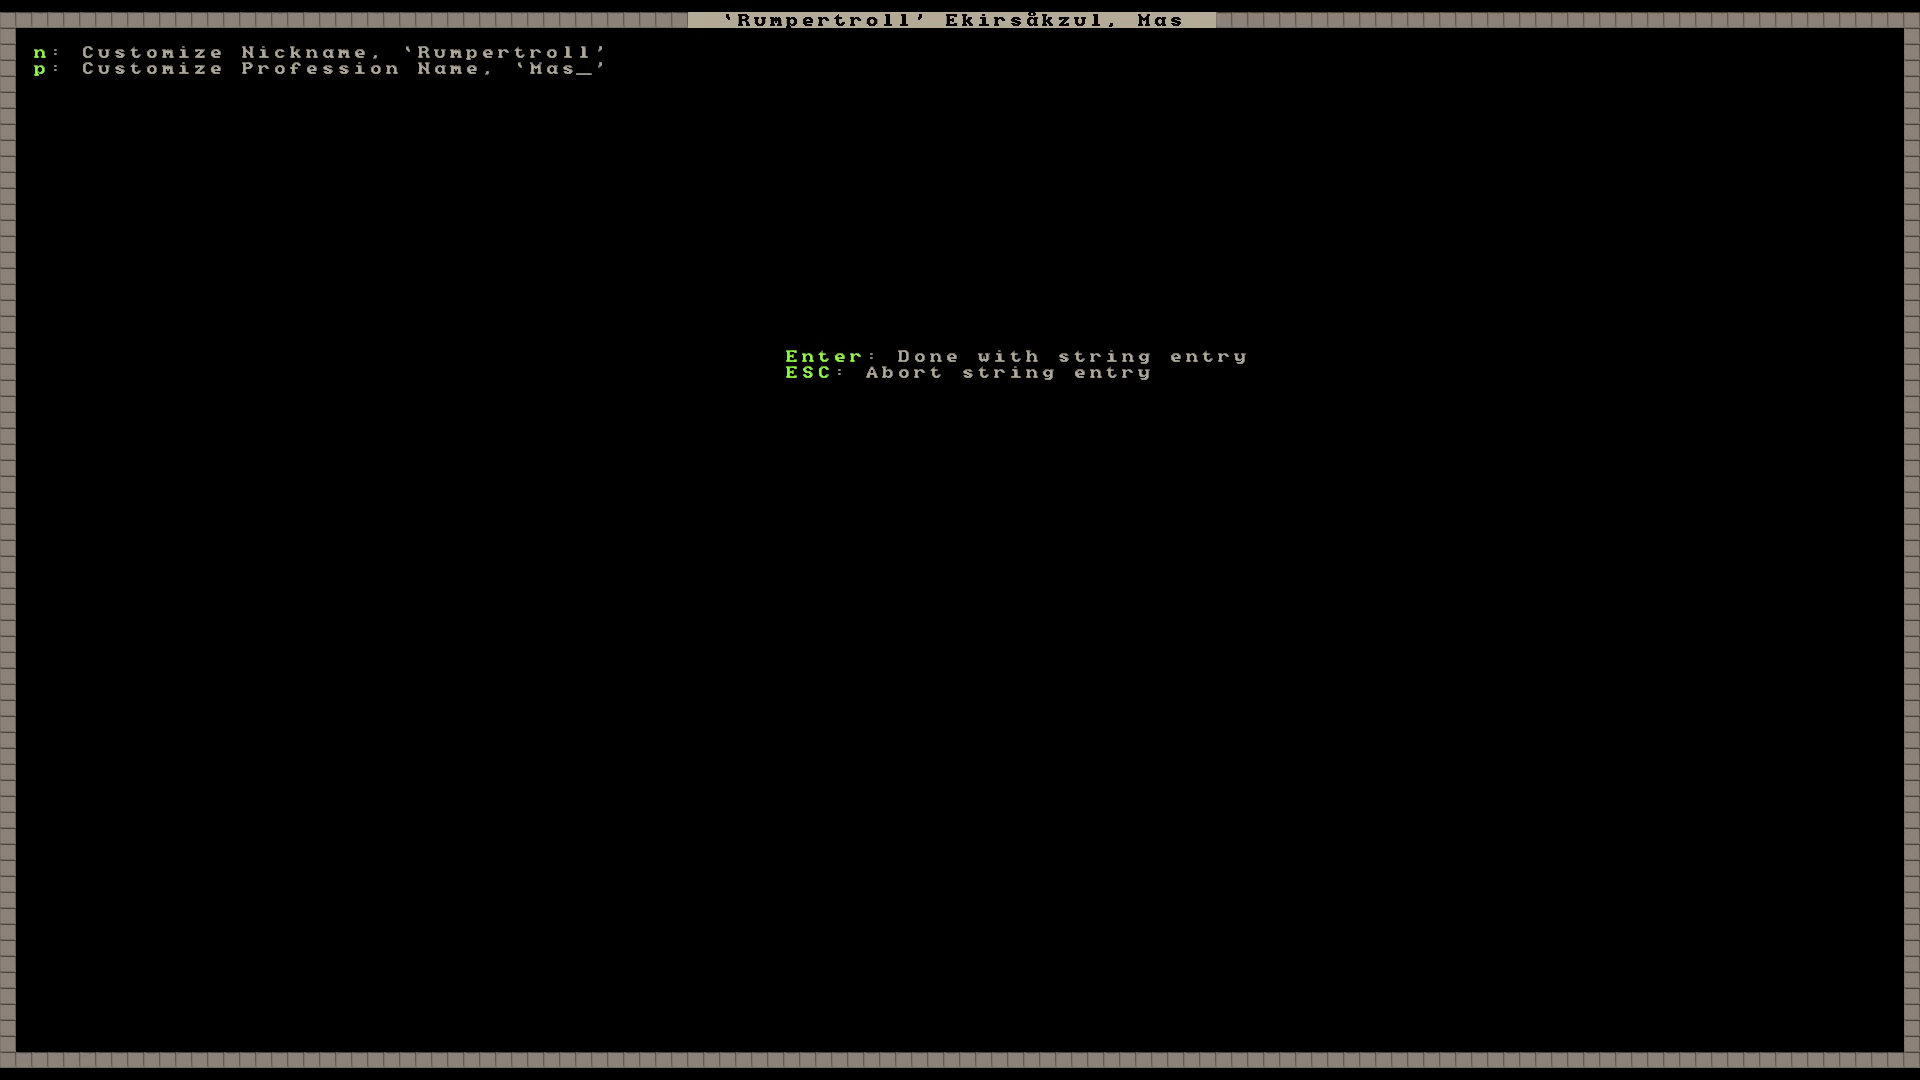 ‘Rumpertroll’ Ekirsåkzul, Mas
n: Customize Nickname, ‘Rumpertroll’
p: Customize Profession Name, ‘Mas_’
Enter: Done with string entry
ESC: Abort string entry